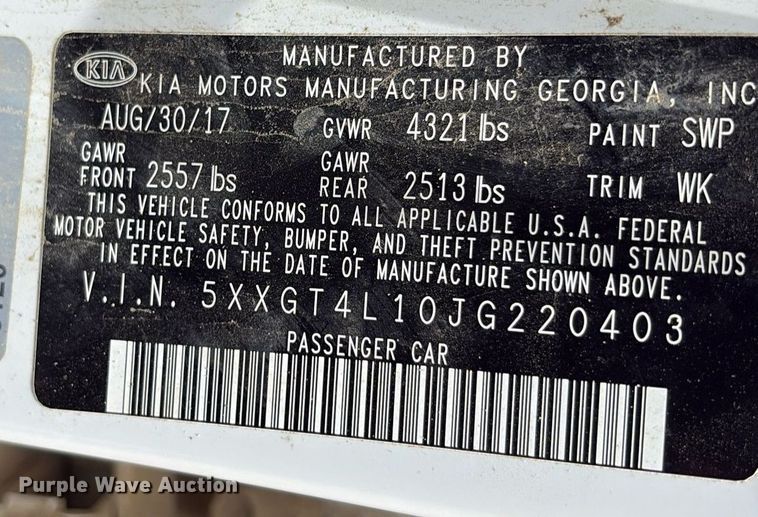 MANUFACTURED BY
KIA KIA MOTORS MANUFACTURING GEORGIA, INC
AUG/30/17 GVWR 4321 lbs PAINT SWP
GAWR FRONT 2557 lbs GAWR REAR 2513 lbs TRIM WK
THIS VEHICLE CONFORMS TO ALL APPLICABLE U.S.A. FEDERAL
MOTOR VEHICLE SAFETY, BUMPER, AND THEFT PREVENTION STANDARDS
IN EFFECT ON THE DATE OF MANUFACTURE SHOWN ABOVE.
V.I.N. 5XXGT4L10JG220403
PASSENGER CAR
Purple Wave Auction